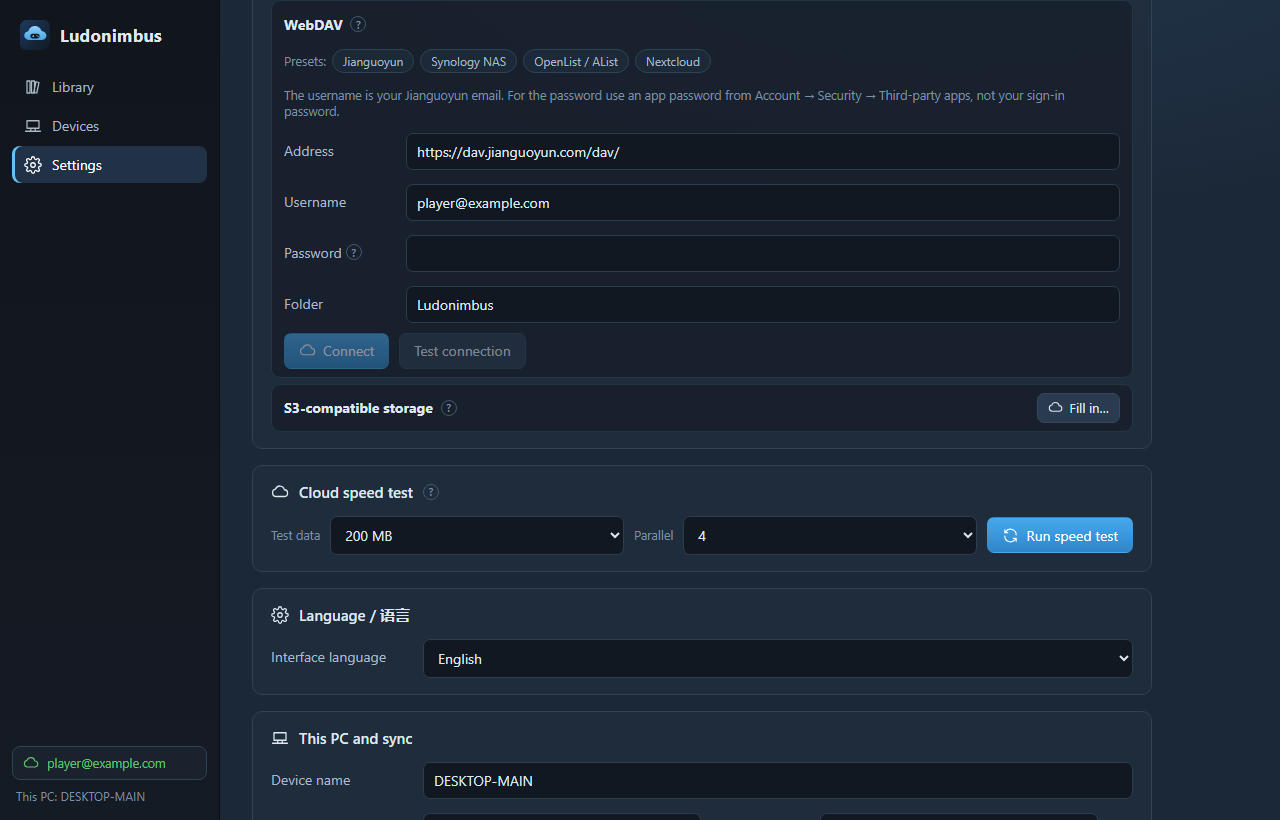 Ludonimbus
Library
Devices
Settings
player@example.com
This PC: DESKTOP-MAIN
WebDAV ?
Presets: Jianguoyun Synology NAS OpenList / AList Nextcloud
The username is your Jianguoyun email. For the password use an app password from Account → Security → Third-party apps, not your sign-in
password.
Address https://dav.jianguoyun.com/dav/
Username player@example.com
Password ?
Folder Ludonimbus
Connect Test connection
S3-compatible storage ? Fill in...
Cloud speed test ?
Test data 200 MB Parallel 4 Run speed test
Language / 语言
Interface language English
This PC and sync
Device name DESKTOP-MAIN